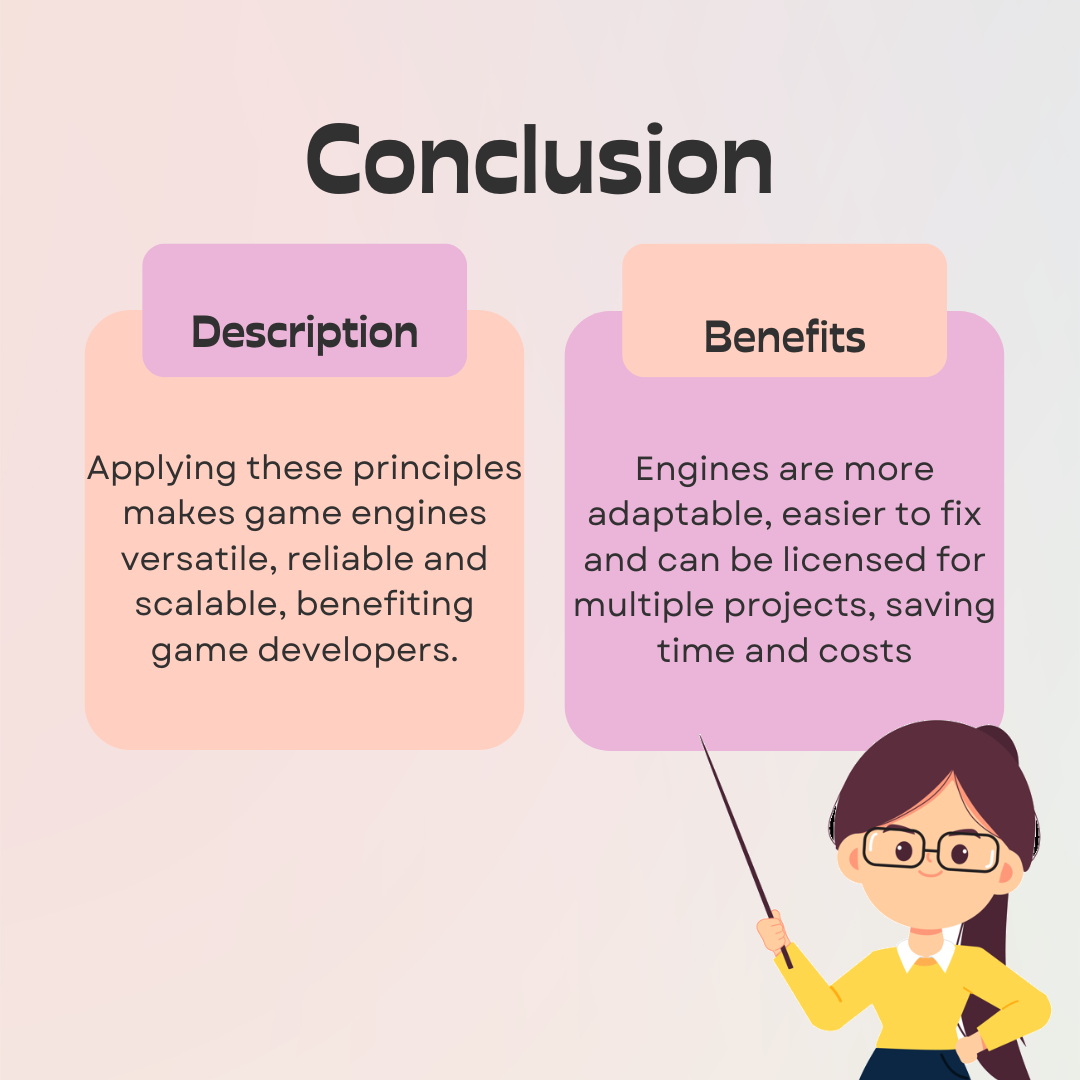 Conclusion
Description
Applying these principles
makes game engines
versatile, reliable and
scalable, benefiting
game developers.
Benefits
Engines are more
adaptable, easier to fix
and can be licensed for
multiple projects, saving
time and costs